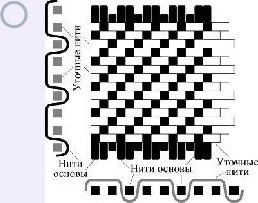 Уточные нити
Нити
основы
Нити основы
Уточные
нити